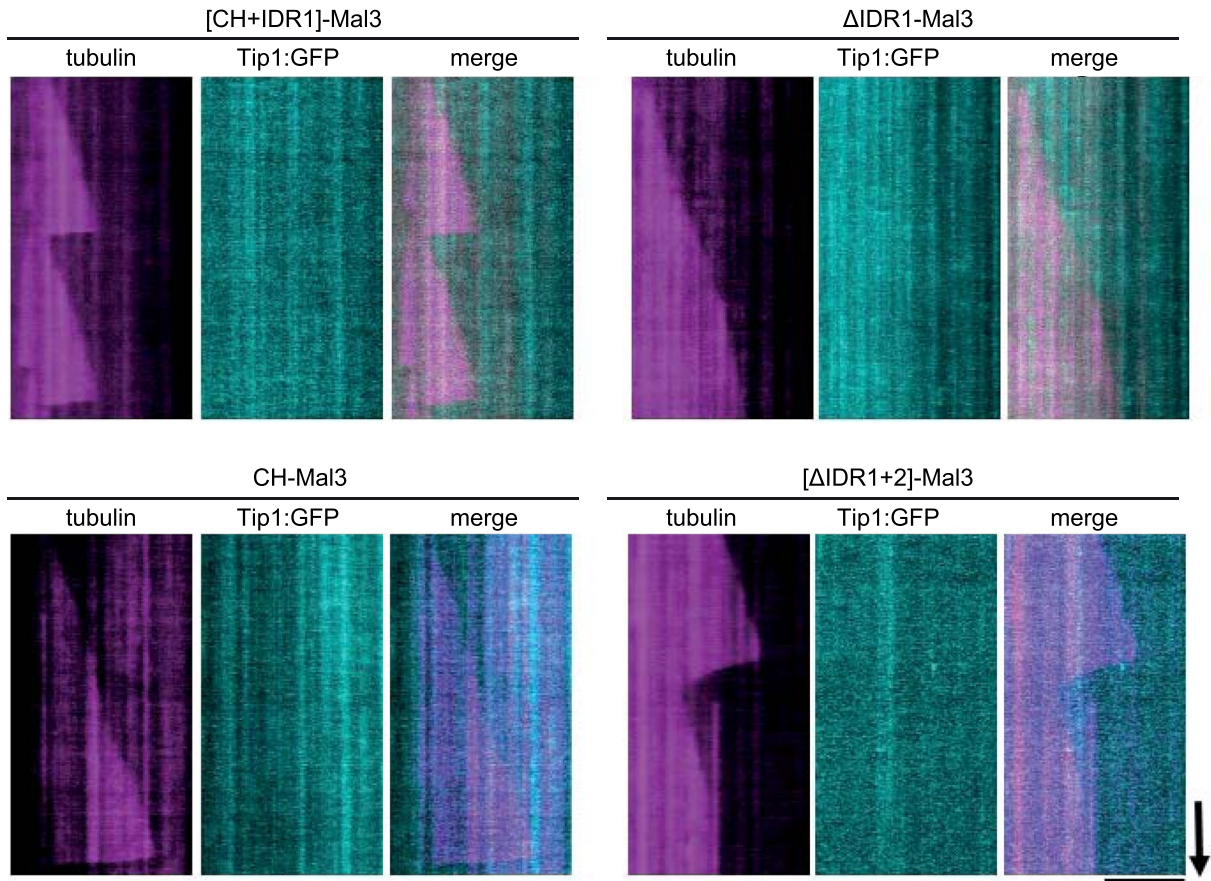 [CH+IDR1]-Mal3
tubulin Tip1:GFP merge
ΔIDR1-Mal3
tubulin Tip1:GFP merge
CH-Mal3
tubulin Tip1:GFP merge
[ΔIDR1+2]-Mal3
tubulin Tip1:GFP merge